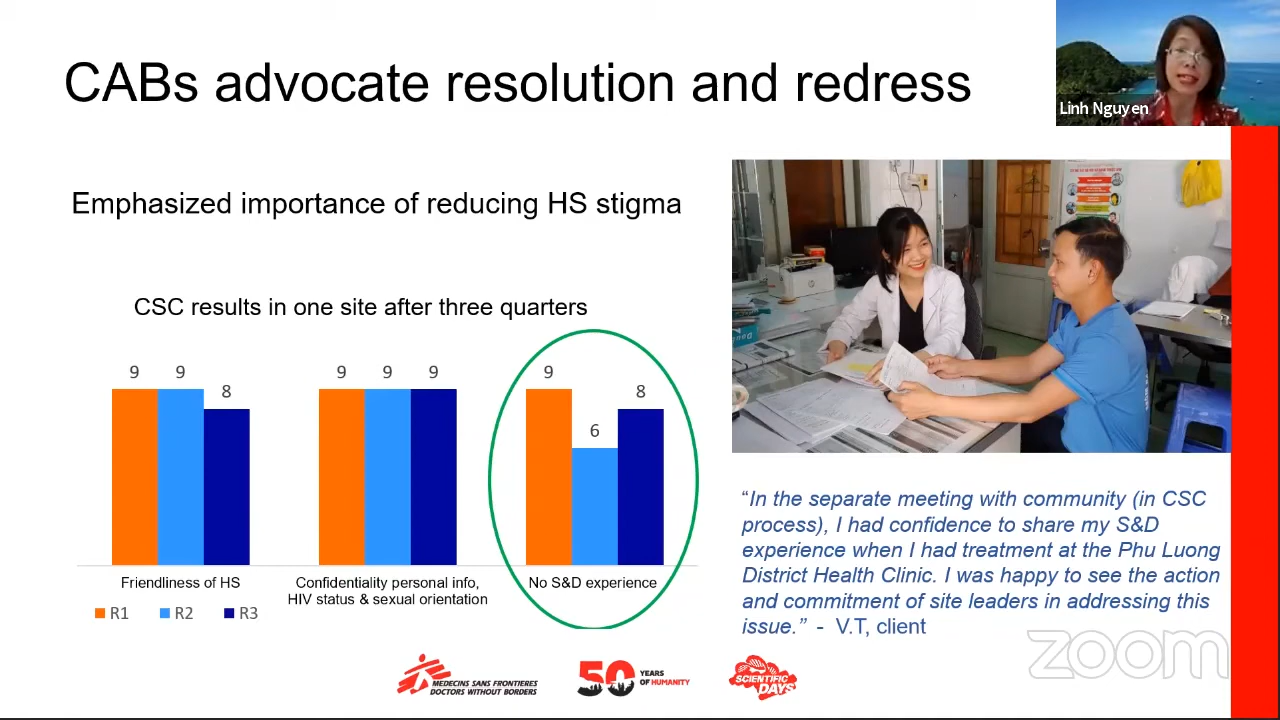 CABs advocate resolution and redress
Linh Nguyen
Emphasized importance of reducing HS stigma
CSC results in one site after three quarters
9
9
8
9
9
9
9
6
8
Friendliness of HS
Confidentiality personal info,
HIV status & sexual orientation
No S&D experience
R1
R2
R3
“In the separate meeting with community (in CSC
process), I had confidence to share my S&D
experience when I had treatment at the Phu Luong
District Health Clinic. I was happy to see the action
and commitment of site leaders in addressing this
issue.” - V.T, client
zoom
MEDECINS SANS FRONTIERES
DOCTORS WITHOUT BORDERS
50 YEARS
OF HUMANITY
SCIENTIFIC
DAYS